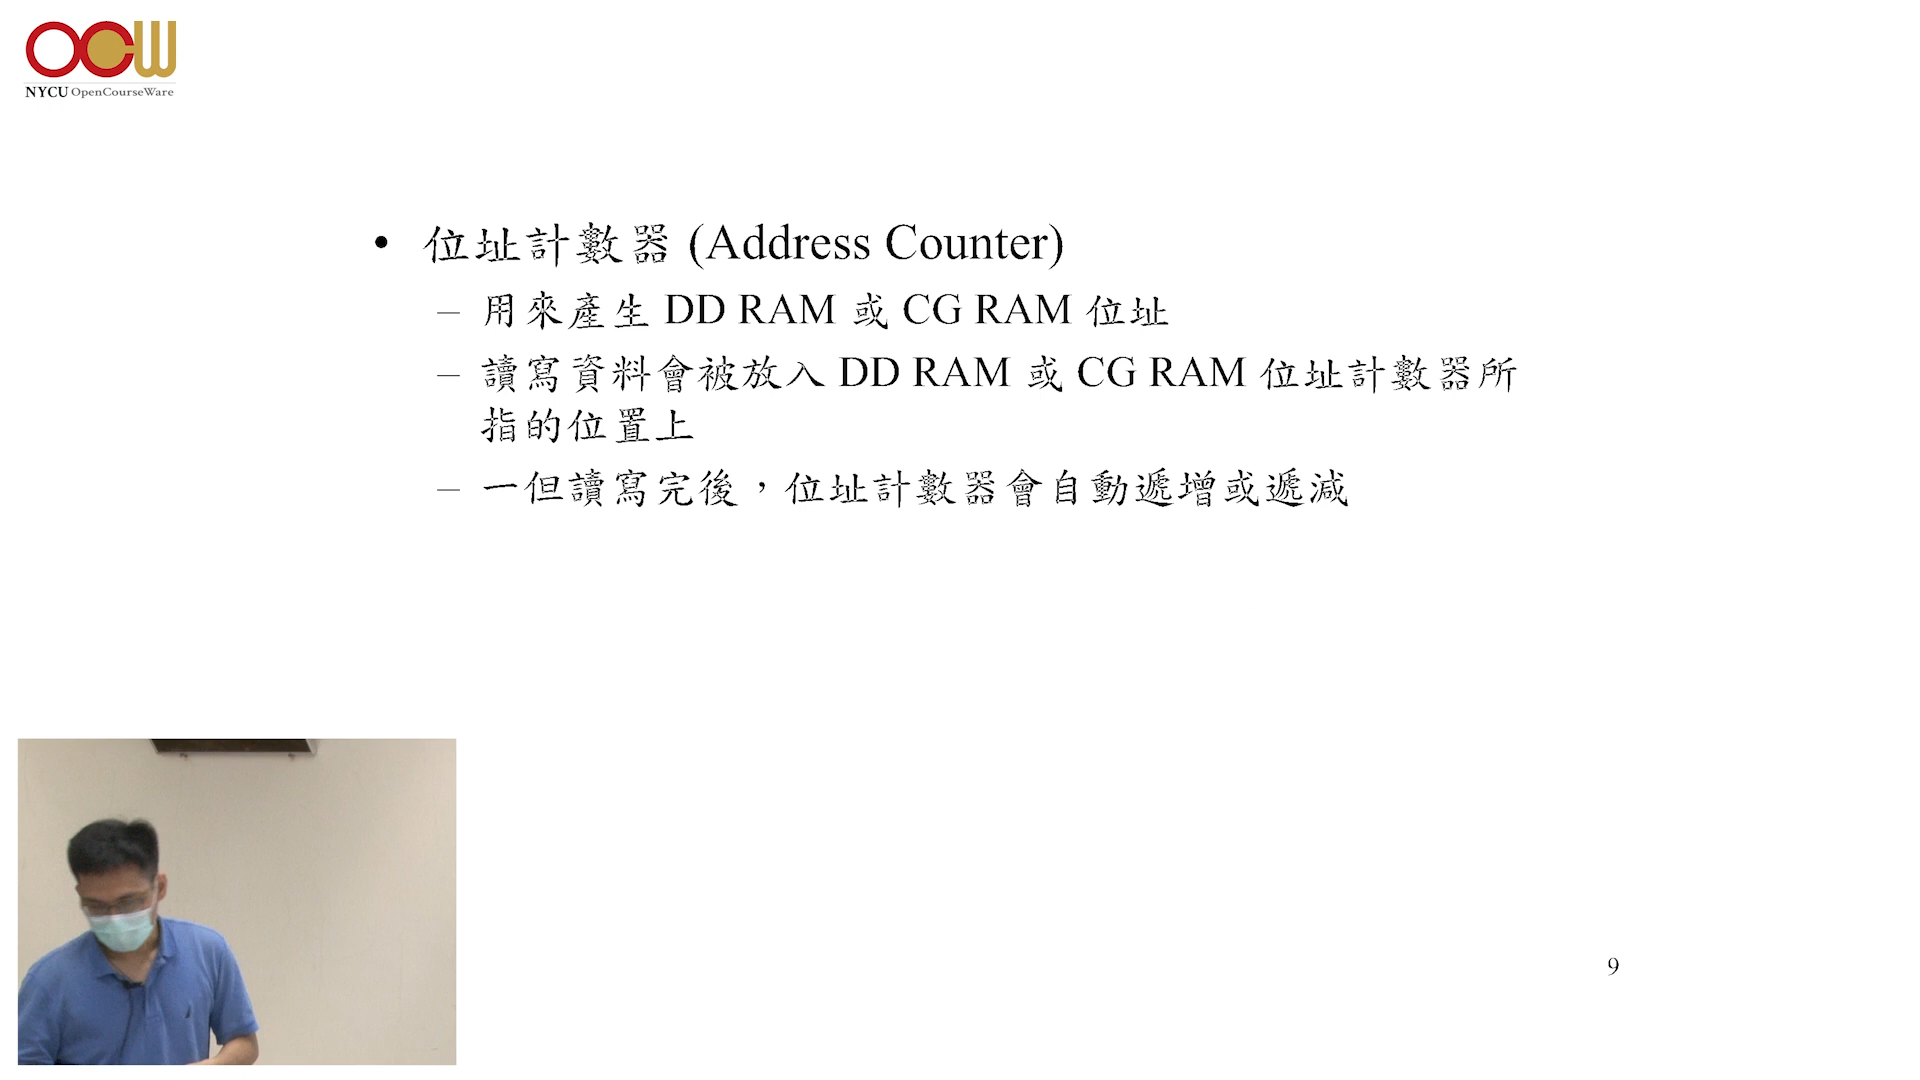 OCW
NYCU OpenCourseWare
• 位址計數器 (Address Counter)
– 用來產生 DD RAM 或 CG RAM 位址
– 讀寫資料會被放入 DD RAM 或 CG RAM 位址計數器所
指的位置上
– 一但讀寫完後，位址計數器會自動遞增或遞減
9